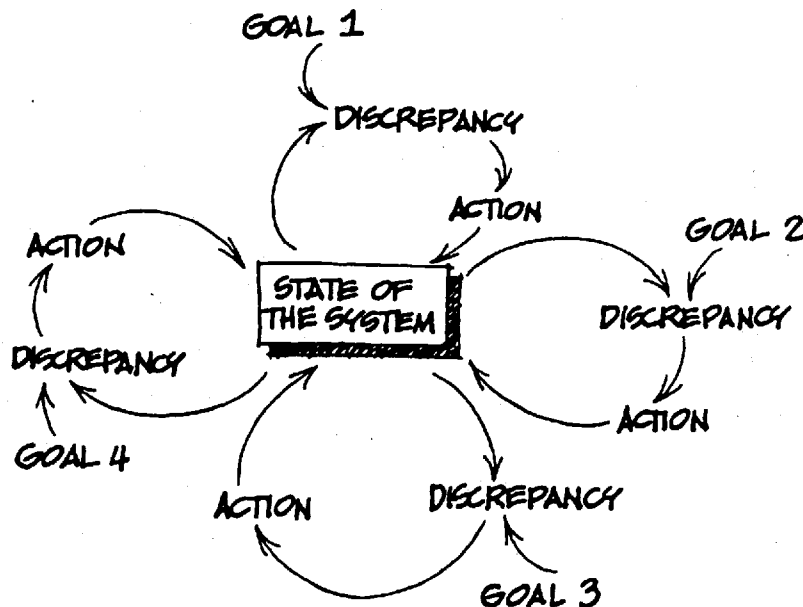 GOAL 1
DISCREPANCY
ACTION
GOAL 2
ACTION
STATE OF
THE SYSTEM
DISCREPANCY
DISCREPANCY
ACTION
GOAL 4
ACTION
DISCREPANCY
GOAL 3